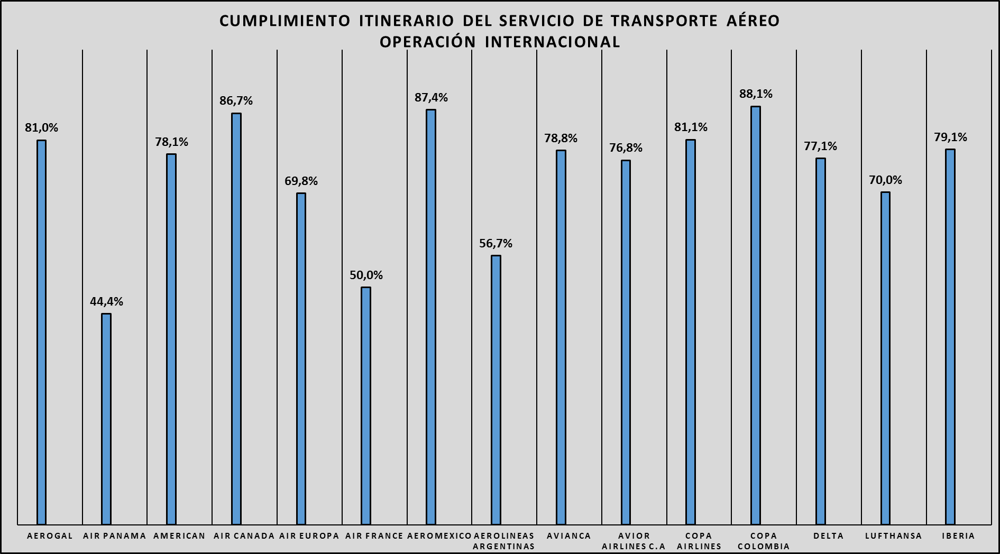 CUMPLIMIENTO ITINERARIO DEL SERVICIO DE TRANSPORTE AÉREO
OPERACIÓN INTERNACIONAL
81,0%
44,4%
78,1%
86,7%
69,8%
50,0%
87,4%
56,7%
78,8%
76,8%
81,1%
88,1%
77,1%
70,0%
79,1%
AEROGAL
AIR PANAMA
AMERICAN
AIR CANADA
AIR EUROPA
AIR FRANCE
AEROMEXICO
AEROLINEAS
ARGENTINAS
AVIANCA
AVIOR
AIRLINES C.A
COPA
AIRLINES
COPA
COLOMBIA
DELTA
LUFTHANSA
IBERIA